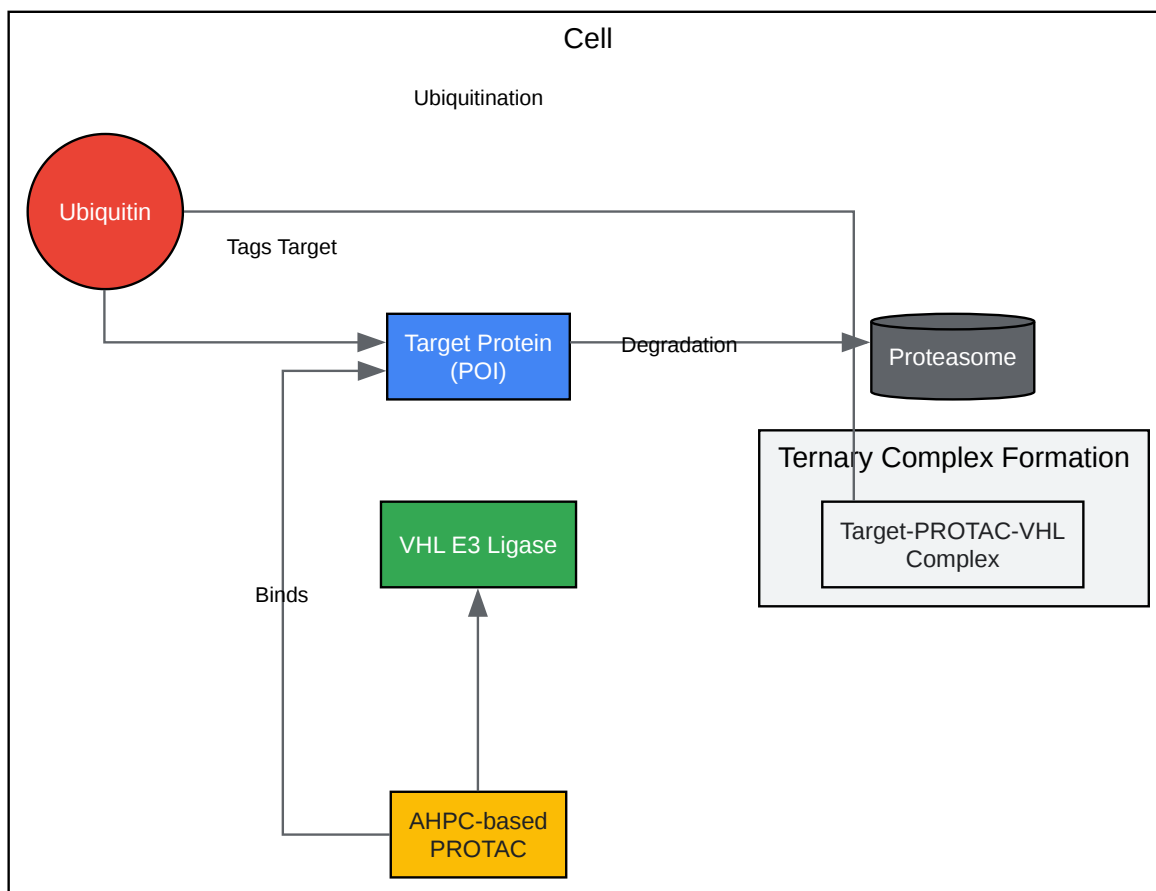 Cell
Ubiquitination
Ubiquitin
Tags Target
Target Protein
(POI)
Degradation
Proteasome
Ternary Complex Formation
Target-PROTAC-VHL
Complex
VHL E3 Ligase
Binds
AHPC-based
PROTAC